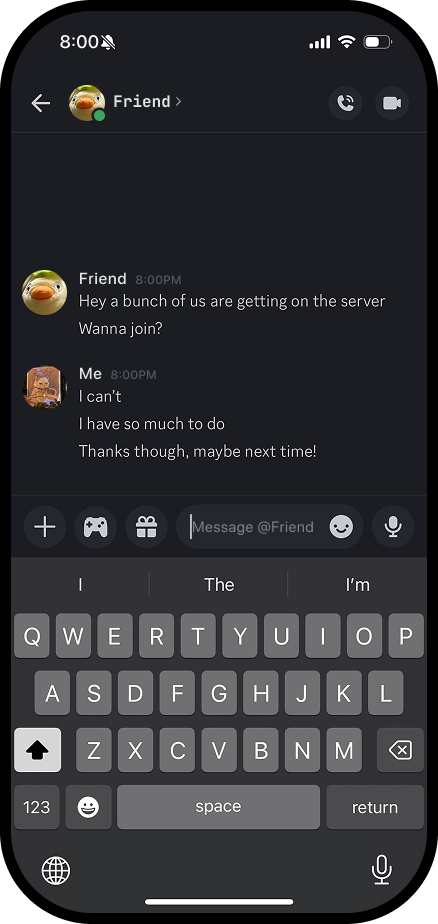 8:00
Friend
Friend 8:00PM
Hey a bunch of us are getting on the server
Wanna join?
Me 8:00PM
I can't
I have so much to do
Thanks though, maybe next time!
Message @Friend
I The I'm
Q W E R T Y U I O P
A S D F G H J K L
Z X C V B N M
123 space return